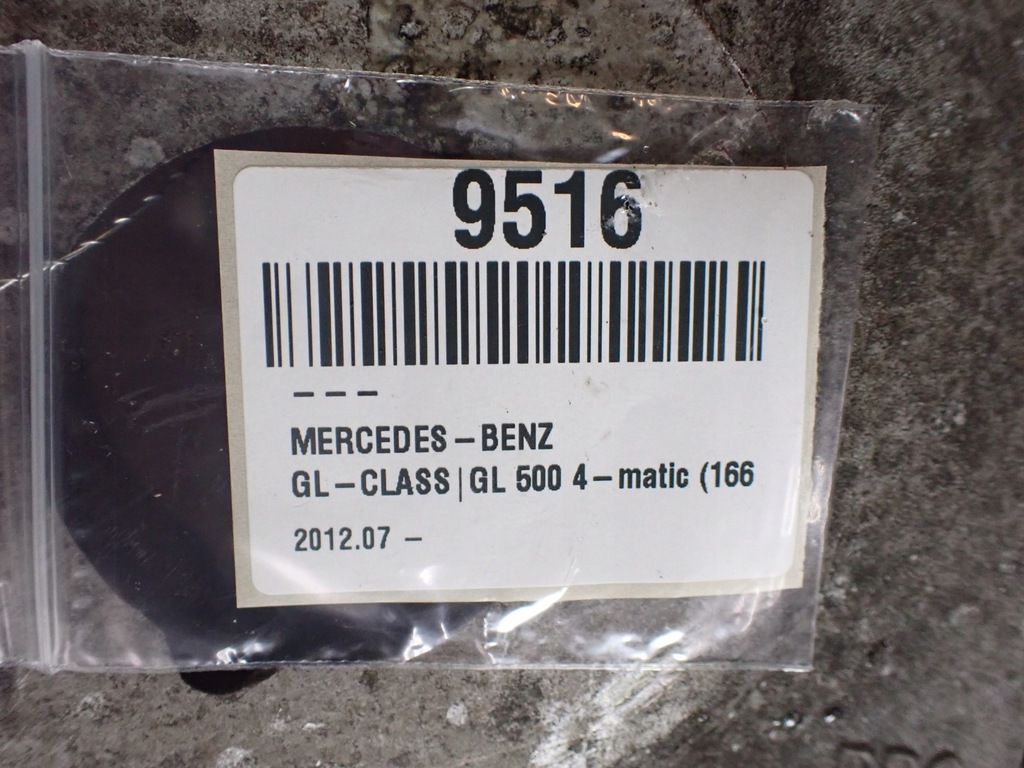 9516
– – –
MERCEDES – BENZ
GL – CLASS | GL 500 4 – matic (166
2012.07 –